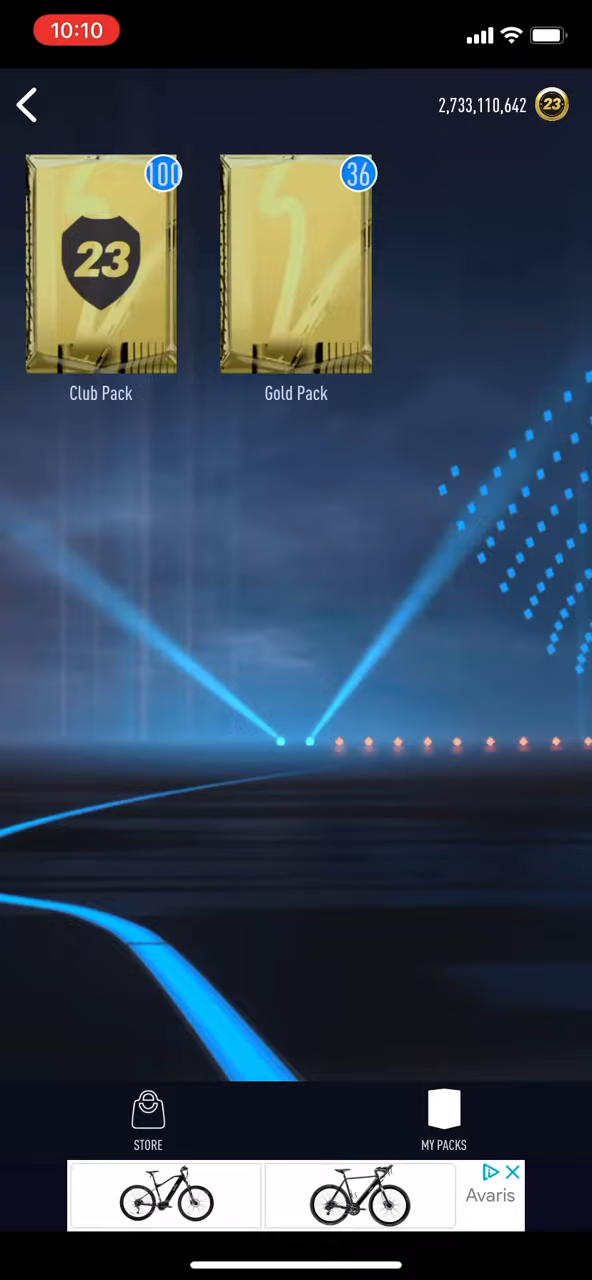 10:10
2,733,110,642
23
100
36
23
Club Pack
Gold Pack
STORE
MY PACKS
Avaris